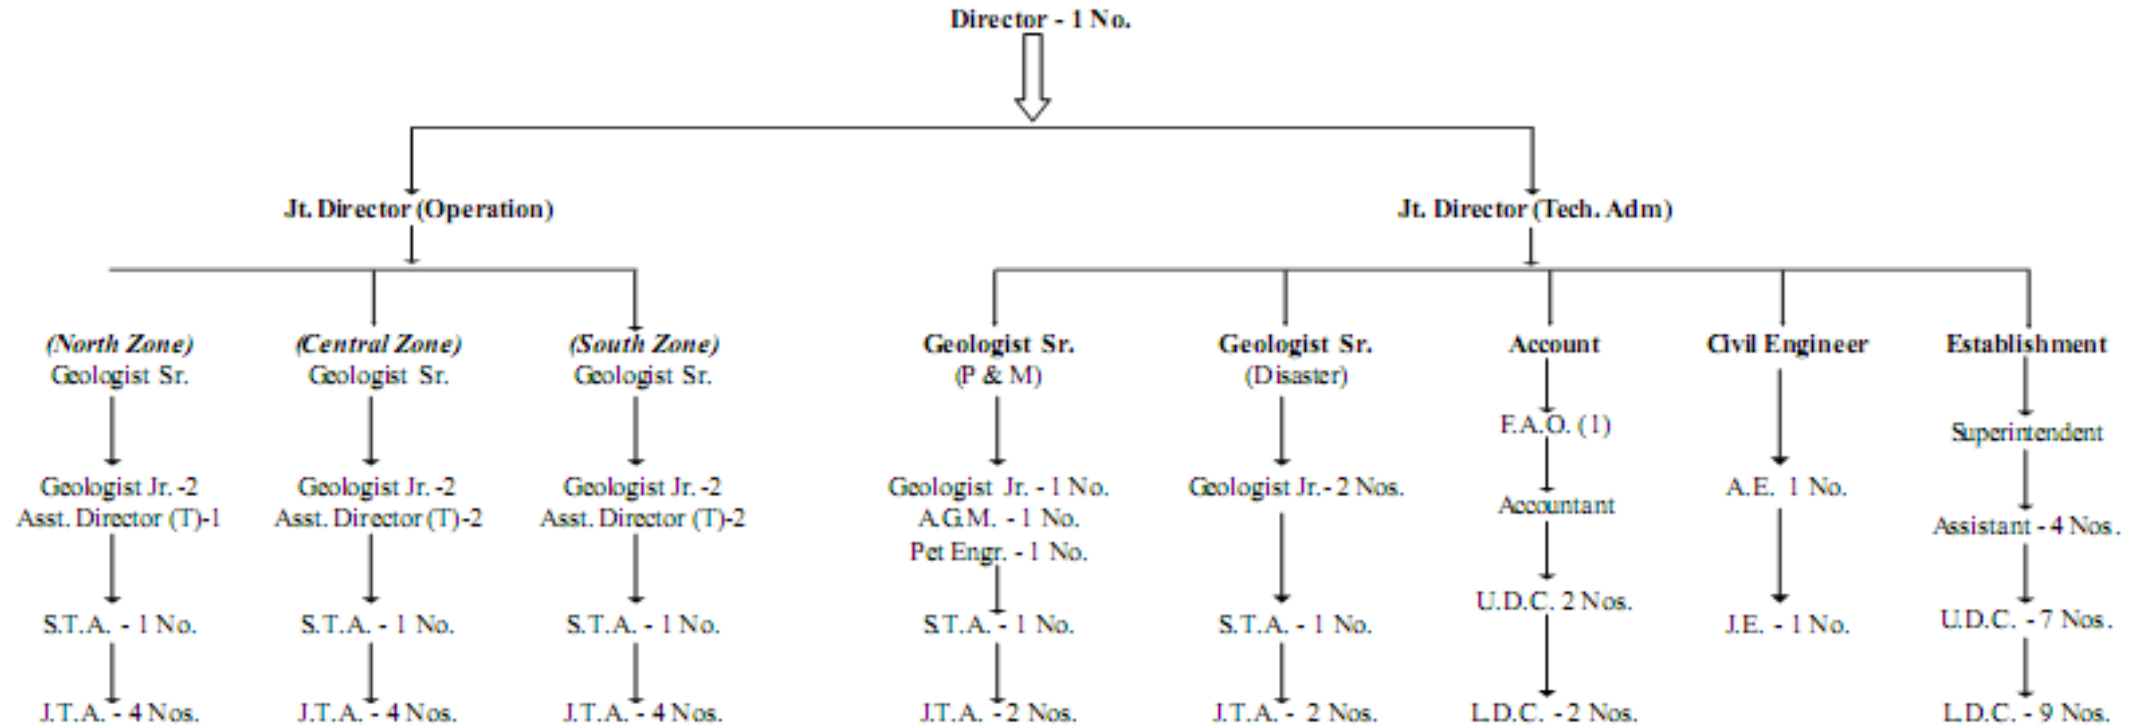 Director - 1 No.
Jt. Director (Operation)
Jt. Director (Tech. Adm)
(North Zone)
Geologist Sr.
Geologist Jr. -2
Asst. Director (T)-1
S.T.A. - 1 No.
J.T.A. - 4 Nos.
(Central Zone)
Geologist Sr.
Geologist Jr. -2
Asst. Director (T)-2
S.T.A. - 1 No.
J.T.A. - 4 Nos.
(South Zone)
Geologist Sr.
Geologist Jr. -2
Asst. Director (T)-2
S.T.A. - 1 No.
J.T.A. - 4 Nos.
Geologist Sr.
(P & M)
Geologist Jr. - 1 No.
A.G.M. - 1 No.
Pet Engr. - 1 No.
S.T.A. - 1 No.
J.T.A. - 2 Nos.
Geologist Sr.
(Disaster)
Geologist Jr.- 2 Nos.
S.T.A. - 1 No.
J.T.A. - 2 Nos.
Account
F.A.O. (1)
Accountant
U.D.C. 2 Nos.
L.D.C. - 2 Nos.
Civil Engineer
A.E. 1 No.
J.E. - 1 No.
Establishment
Superintendent
Assistant - 4 Nos.
U.D.C. - 7 Nos.
L.D.C. - 9 Nos.